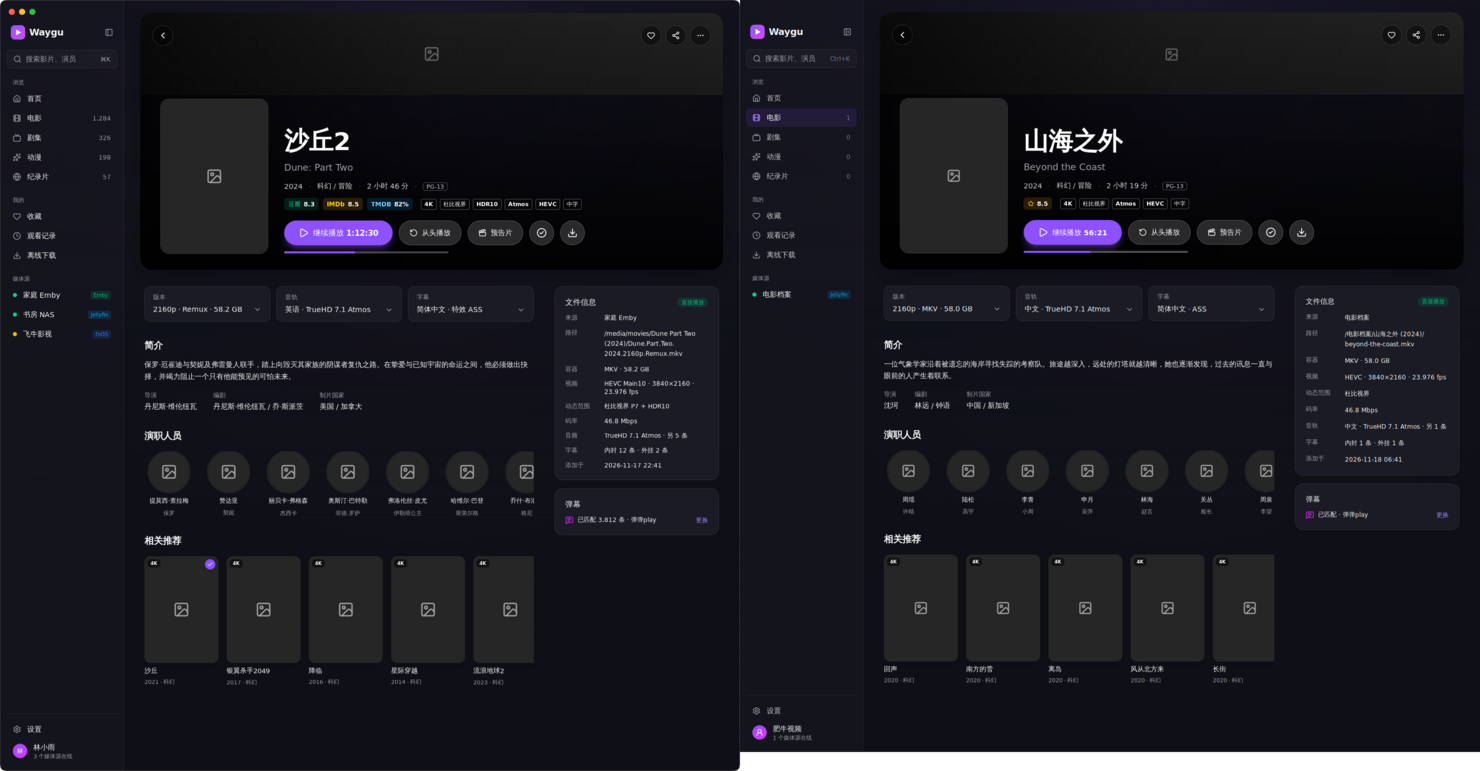 Waygu
搜索影片、演员 ⌘K
浏览
首页
电影 1,284
剧集 326
动漫 198
纪录片 57
我的
收藏
观看记录
离线下载
媒体源
家庭 Emby Emby
书房 NAS Jellyfin
飞牛影视 fnOS
设置
林
林小雨
3 个媒体源在线
沙丘2
Dune: Part Two
2024 · 科幻 / 冒险 · 2 小时 46 分 · PG-13
豆瓣 8.3 IMDb 8.5 TMDB 82% 4K 杜比视界 HDR10 Atmos HEVC 中字
继续播放 1:12:30 从头播放 预告片
版本
2160p · Remux · 58.2 GB
音轨
英语 · TrueHD 7.1 Atmos
字幕
简体中文 · 特效 ASS
简介
保罗·厄崔迪与契妮及弗雷曼人联手，踏上向毁灭其家族的阴谋者复仇之路。在挚爱与已知宇宙的命运之间，他必须做出抉
择，并竭力阻止一个只有他能预见的可怕未来。
导演 编剧 制片国家
丹尼斯·维伦纽瓦 丹尼斯·维伦纽瓦 / 乔·斯派茨 美国 / 加拿大
演职人员
提莫西·查拉梅 赞达亚 丽贝卡·弗格森 奥斯汀·巴特勒 弗洛伦丝·皮尤 哈维尔·巴登 乔什·布洛
保罗 契妮 杰西卡 菲德·罗萨 伊勒琅公主 斯第尔格 格尼
相关推荐
4K 4K 4K 4K
沙丘 银翼杀手2049 降临 星际穿越 流浪地球2
2021 · 科幻 2017 · 科幻 2016 · 科幻 2014 · 科幻 2023 · 科幻
文件信息 直接播放
来源 家庭 Emby
路径 /media/movies/Dune Part Two
(2024)/Dune.Part.Two.
2024.2160p.Remux.mkv
容器 MKV · 58.2 GB
视频 HEVC Main10 · 3840×2160 ·
23.976 fps
动态范围 杜比视界 P7 + HDR10
码率 46.8 Mbps
音频 TrueHD 7.1 Atmos · 另 5 条
字幕 内封 12 条 · 外挂 2 条
添加于 2026-11-17 22:41
弹幕
已匹配 3,812 条 · 弹弹play 更换
Waygu
搜索影片、演员 Ctrl+K
浏览
首页
电影 1
剧集 0
动漫 0
纪录片 0
我的
收藏
观看记录
离线下载
媒体源
电影档案 Jellyfin
设置
肥牛视频
1 个媒体源在线
山海之外
Beyond the Coast
2024 · 科幻 / 冒险 · 2 小时 19 分 · PG-13
8.5 4K 杜比视界 Atmos HEVC 中字
继续播放 56:21 从头播放 预告片
版本
2160p · MKV · 58.0 GB
音轨
中文 · TrueHD 7.1 Atmos
字幕
简体中文 · ASS
简介
一位气象学家沿着被遗忘的海岸寻找失踪的考察队。旅途越深入，远处的灯塔就越清晰，她也逐渐发现，过去的讯息一直与
眼前的人产生着联系。
导演 编剧 制片国家
沈珂 林远 / 钟语 中国 / 新加坡
演职人员
周瑶 陆松 李青 申月 林海 关丛 周泉
许晴 高宇 小周 吴萍 赵言 船长 李望
相关推荐
4K 4K 4K 4K 4K
回声 南方的雪 离岛 风从北方来 长街
2020 · 科幻 2020 · 科幻 2020 · 科幻 2020 · 科幻 2020 · 科幻
文件信息 直接播放
来源 电影档案
路径 /电影档案/山海之外 (2024)/
beyond-the-coast.mkv
容器 MKV · 58.0 GB
视频 HEVC · 3840×2160 · 23.976 fps
动态范围 杜比视界
码率 46.8 Mbps
音轨 中文 · TrueHD 7.1 Atmos · 另 1 条
字幕 内封 1 条 · 外挂 1 条
添加于 2026-11-18 06:41
弹幕
已匹配 · 弹弹play 更换